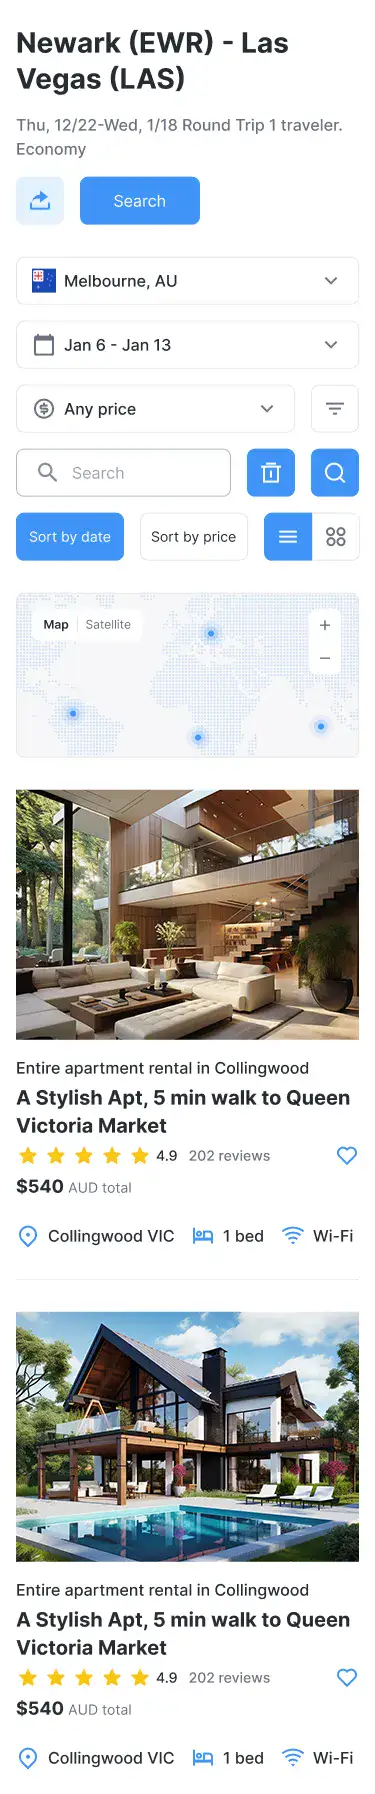 Newark (EWR) - Las
Vegas (LAS)
Thu, 12/22-Wed, 1/18 Round Trip 1 traveler.
Economy
Search
Melbourne, AU
Jan 6 - Jan 13
Any price
Search
Sort by date Sort by price
Map Satellite
Entire apartment rental in Collingwood
A Stylish Apt, 5 min walk to Queen
Victoria Market
4.9 202 reviews
$540 AUD total
Collingwood VIC 1 bed Wi-Fi
Entire apartment rental in Collingwood
A Stylish Apt, 5 min walk to Queen
Victoria Market
4.9 202 reviews
$540 AUD total
Collingwood VIC 1 bed Wi-Fi